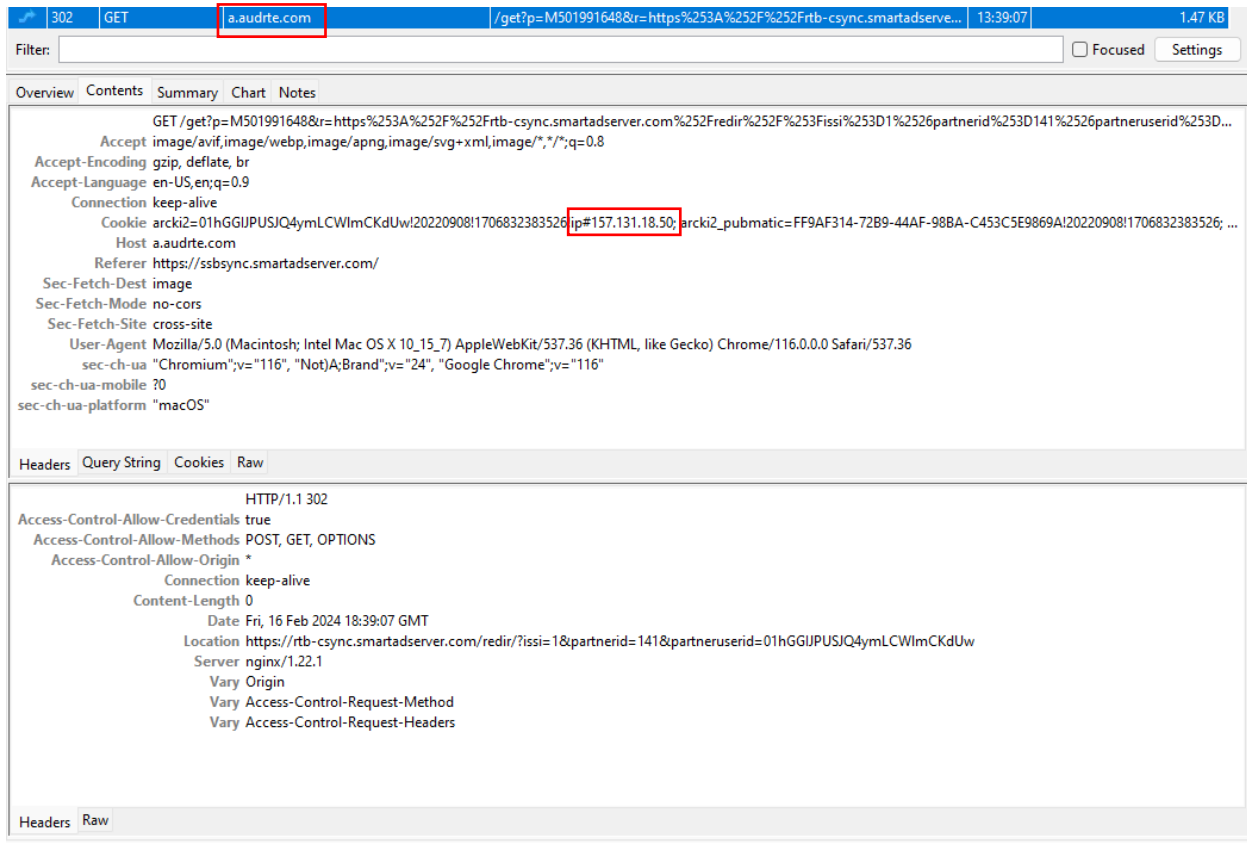 302 GET a.audrte.com /get?p=M501991648&r=https%253A%252F%252Frtb-csync.smartadserve... 13:39:07 1.47 KB
Filter: Focused Settings
Overview Contents Summary Chart Notes
GET /get?p=M501991648&r=https%253A%252F%252Frtb-csync.smartadserver.com%252Fredir%252F%253Fissi%253D1%2526partnerid%253D141%2526partneruserid%253D...
Accept image/avif,image/webp,image/apng,image/svg+xml,image/*,*/*;q=0.8
Accept-Encoding gzip, deflate, br
Accept-Language en-US,en;q=0.9
Connection keep-alive
Cookie arcki2=01hGGIJPUSJQ4ymLCWImCKdUw!20220908!1706832383526!ip#157.131.18.50; arcki2_pubmatic=FF9AF314-72B9-44AF-98BA-C453C5E9869A!20220908!1706832383526; ...
Host a.audrte.com
Referer https://ssbsync.smartadserver.com/
Sec-Fetch-Dest image
Sec-Fetch-Mode no-cors
Sec-Fetch-Site cross-site
User-Agent Mozilla/5.0 (Macintosh; Intel Mac OS X 10_15_7) AppleWebKit/537.36 (KHTML, like Gecko) Chrome/116.0.0.0 Safari/537.36
sec-ch-ua "Chromium";v="116", "Not)A;Brand";v="24", "Google Chrome";v="116"
sec-ch-ua-mobile ?0
sec-ch-ua-platform "macOS"
Headers Query String Cookies Raw
HTTP/1.1 302
Access-Control-Allow-Credentials true
Access-Control-Allow-Methods POST, GET, OPTIONS
Access-Control-Allow-Origin *
Connection keep-alive
Content-Length 0
Date Fri, 16 Feb 2024 18:39:07 GMT
Location https://rtb-csync.smartadserver.com/redir/?issi=1&partnerid=141&partneruserid=01hGGIJPUSJQ4ymLCWImCKdUw
Server nginx/1.22.1
Vary Origin
Vary Access-Control-Request-Method
Vary Access-Control-Request-Headers
Headers Raw